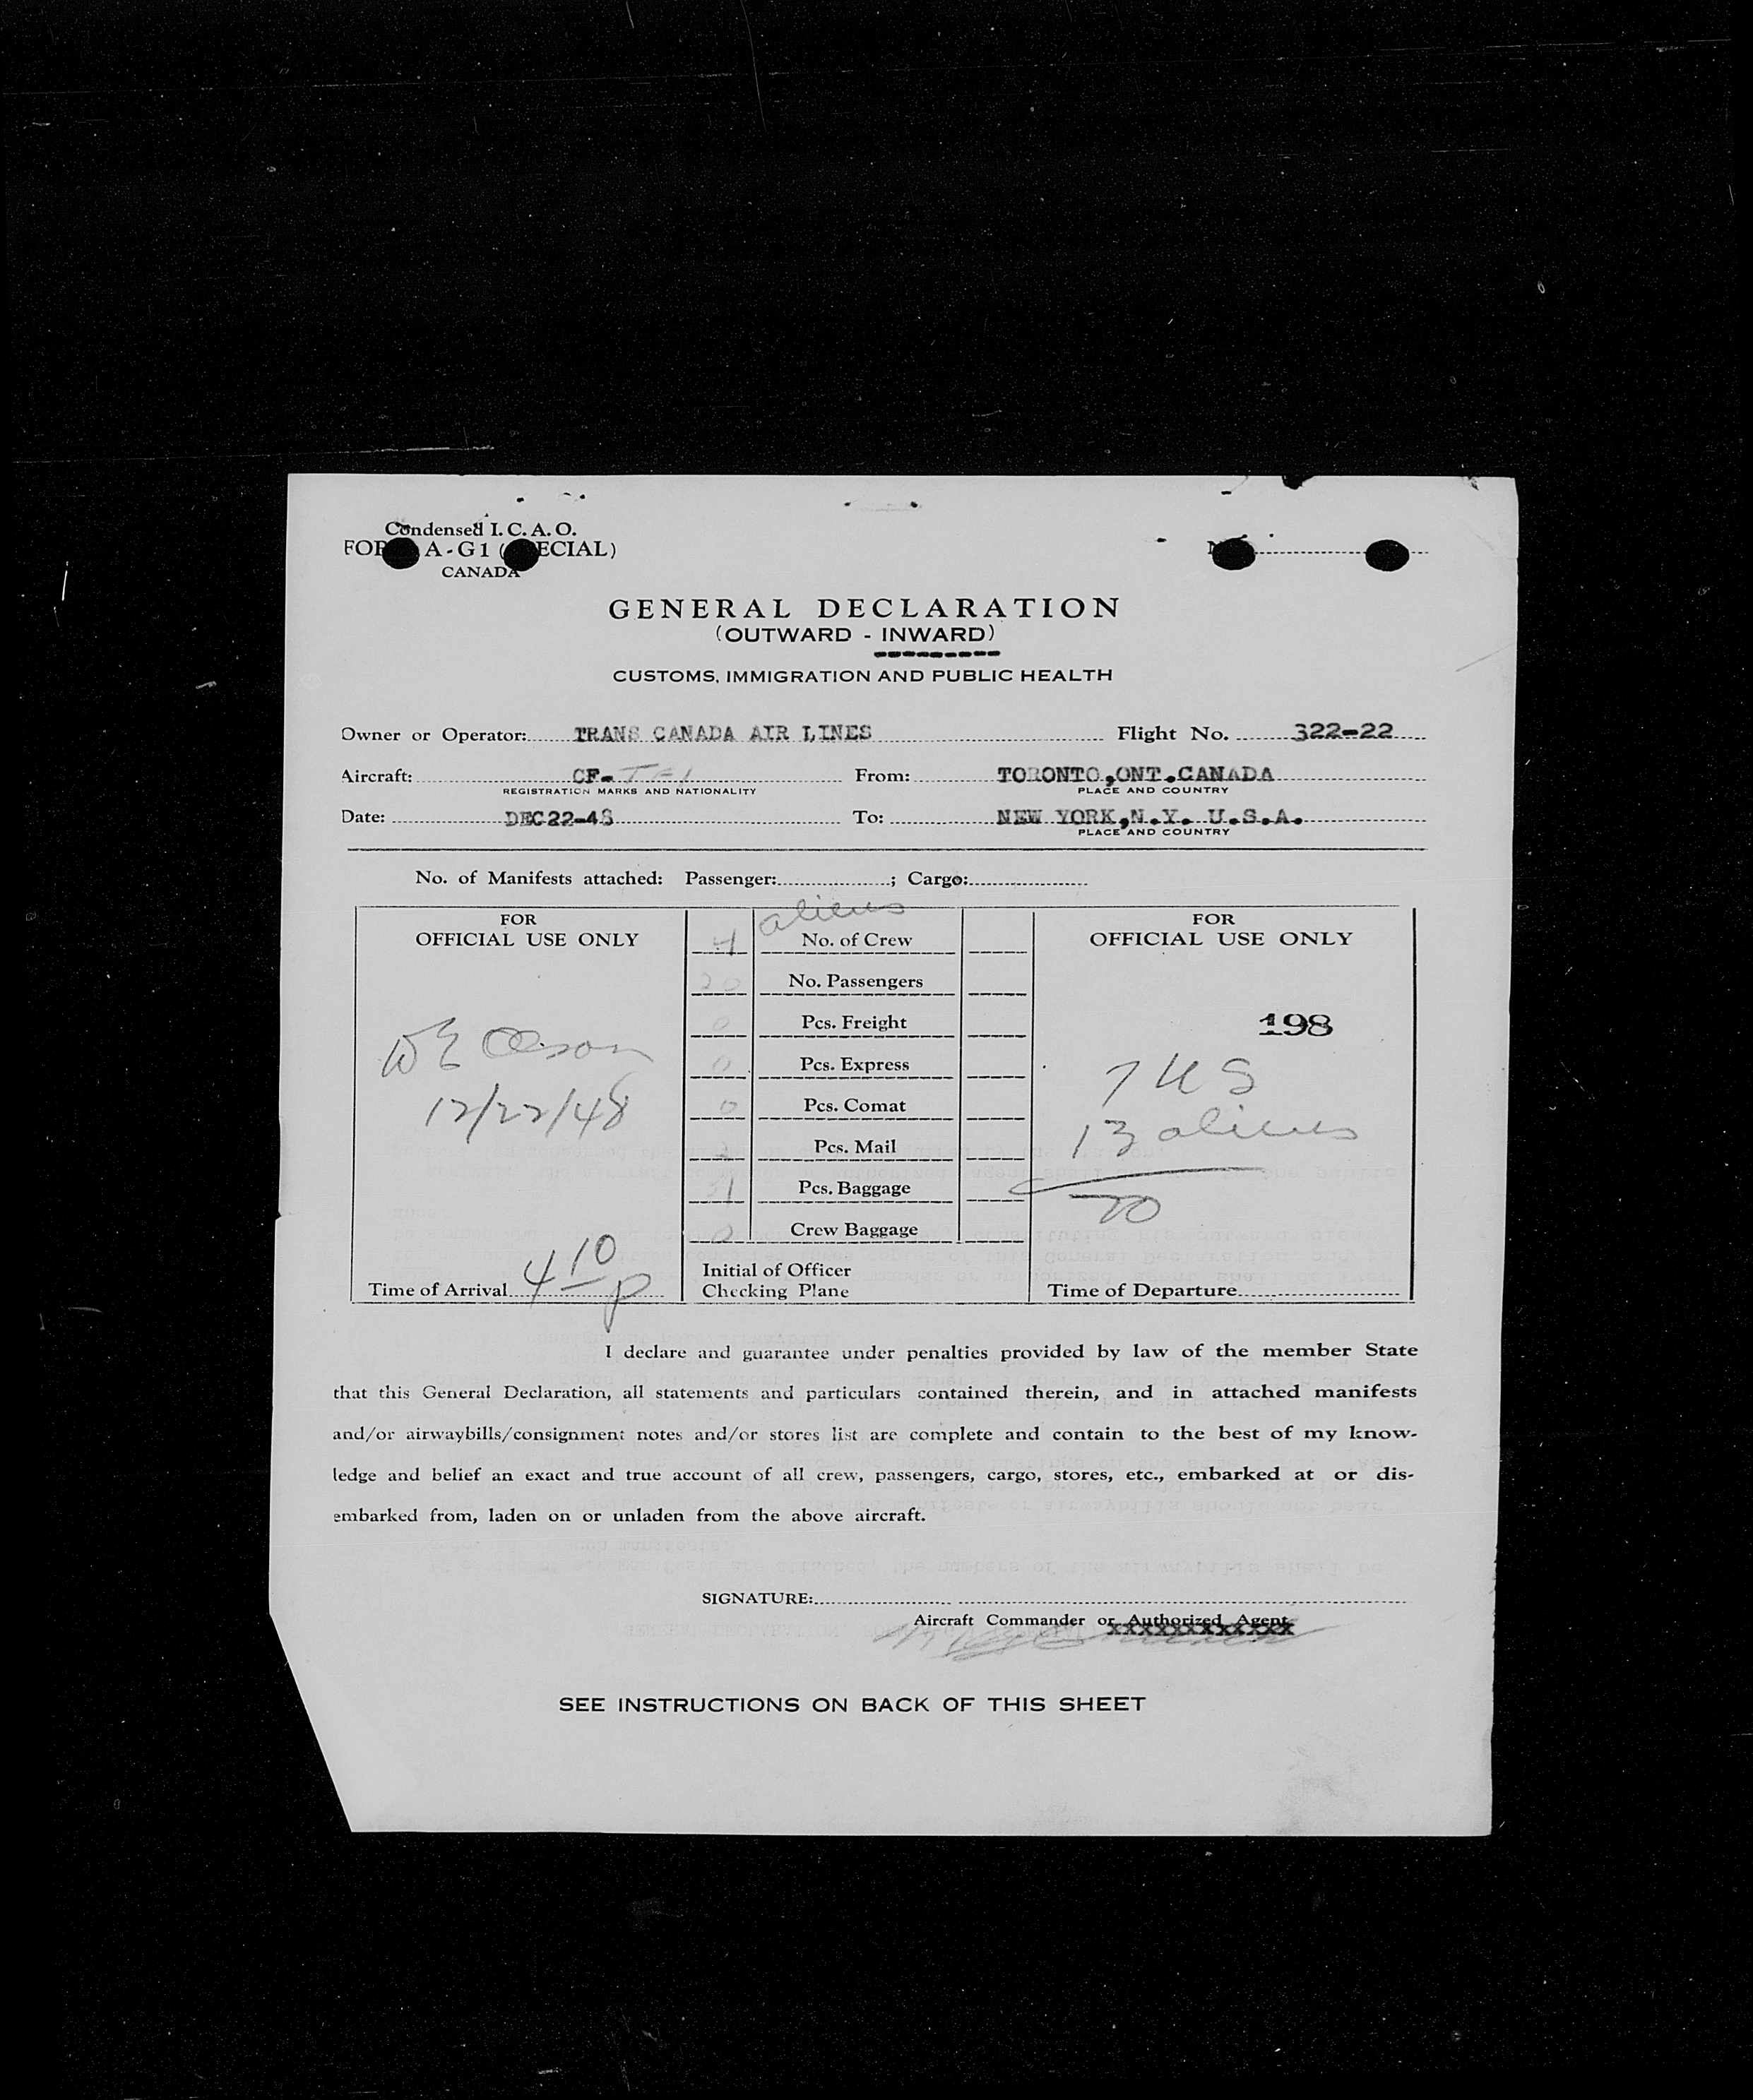 Condensed I. C. A. O.
A - G 1 ( ECIAL)
CANADA
GENERAL DECLARATION
(OUTWARD - INWARD)
CUSTOMS, IMMIGRATION AND PUBLIC HEALTH
Owner or Operator: TRANS CANADA AIR LINES Flight No. 322-22
Aircraft: CF- From: TORONTO,ONT.CANADA
REGISTRATION MARKS AND NATIONALITY PLACE AND COUNTRY
Date: DEC 22-48 To: NEW YORK,N.Y. U.S.A.
PLACE AND COUNTRY
No. of Manifests attached: Passenger: ; Cargo:
aliens
FOR
OFFICIAL USE ONLY
4 No. of Crew
20 No. Passengers
0 Pcs. Freight
0 Pcs. Express
0 Pcs. Comat
Pcs. Mail
Pcs. Baggage
0 Crew Baggage
Initial of Officer
Checking Plane
12/22/48
Time of Arrival 4 10 p
FOR
OFFICIAL USE ONLY
198
7 US
13 aliens
20
Time of Departure
I declare and guarantee under penalties provided by law of the member State
that this General Declaration, all statements and particulars contained therein, and in attached manifests
and/or airwaybills/consignment notes and/or stores list are complete and contain to the best of my know-
ledge and belief an exact and true account of all crew, passengers, cargo, stores, etc., embarked at or dis-
embarked from, laden on or unladen from the above aircraft.
SIGNATURE:
Aircraft Commander or Authorized Agent
SEE INSTRUCTIONS ON BACK OF THIS SHEET